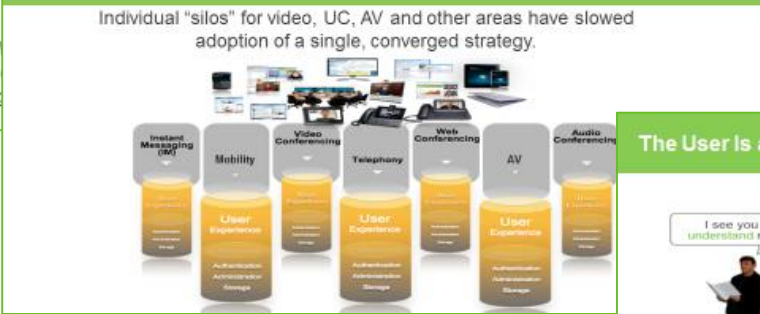 Individual “silos” for video, UC, AV and other areas have slowed
adoption of a single, converged strategy.
Instant
Messaging
(IM)
Mobility
Video
Conferencing
Telephony
Web
Conferencing
AV
Audio
Conferencing
User
Experience
Authentication
Administration
Storage
User
Experience
Authentication
Administration
Storage
User
Experience
Authentication
Administration
Storage
The User Is a
I see you
understand